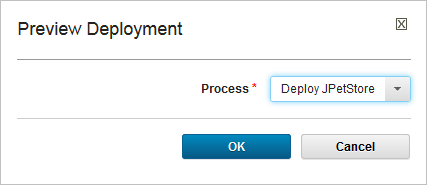 Preview Deployment
Process * Deploy JPetStore
OK Cancel